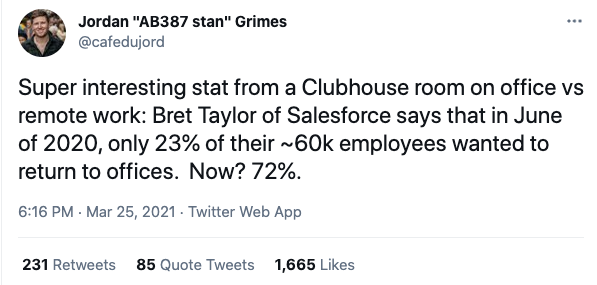 Jordan "AB387 stan" Grimes
@cafedujord
Super interesting stat from a Clubhouse room on office vs
remote work: Bret Taylor of Salesforce says that in June
of 2020, only 23% of their ~60k employees wanted to
return to offices.  Now? 72%.
6:16 PM · Mar 25, 2021 · Twitter Web App
231 Retweets 85 Quote Tweets 1,665 Likes